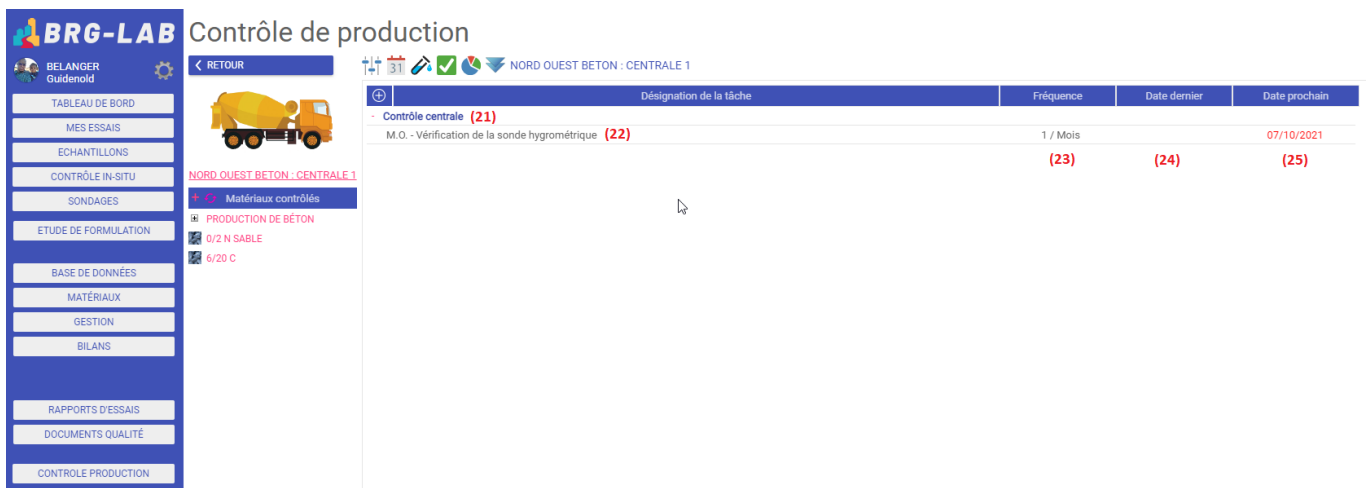 BRG-LAB
Contrôle de production
BELANGER
Guidenold
TABLEAU DE BORD
MES ESSAIS
ECHANTILLONS
CONTRÔLE IN-SITU
SONDAGES
ETUDE DE FORMULATION
BASE DE DONNÉES
MATÉRIAUX
GESTION
BILANS
RAPPORTS D'ESSAIS
DOCUMENTS QUALITÉ
CONTROLE PRODUCTION
RETOUR
NORD OUEST BETON : CENTRALE 1
+ Matériaux contrôlés
PRODUCTION DE BÉTON
0/2 N SABLE
6/20 C
31 NORD OUEST BETON : CENTRALE 1
Désignation de la tâche Fréquence Date dernier Date prochain
- Contrôle centrale (21)
M.O. - Vérification de la sonde hygrométrique (22) 1 / Mois 07/10/2021
(23) (24) (25)